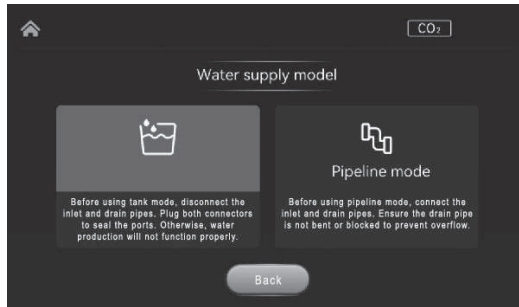 CO₂
Water supply model
Pipeline mode
Before using tank mode, disconnect the
inlet and drain pipes. Plug both connectors
to seal the ports. Otherwise, water
production will not function properly.
Before using pipeline mode, connect the
inlet and drain pipes. Ensure the drain pipe
is not bent or blocked to prevent overflow.
Back